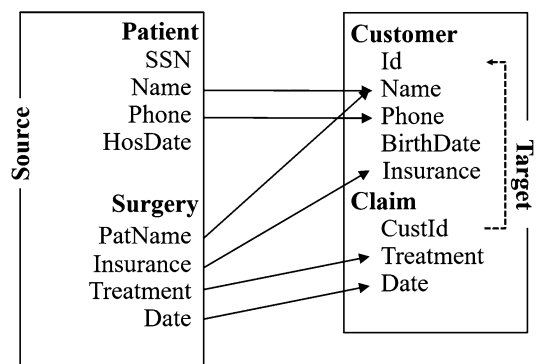 Source
Patient
SSN
Name
Phone
HosDate
Surgery
PatName
Insurance
Treatment
Date
Customer
Id
Name
Phone
BirthDate
Insurance
Claim
CustId
Treatment
Date
Target